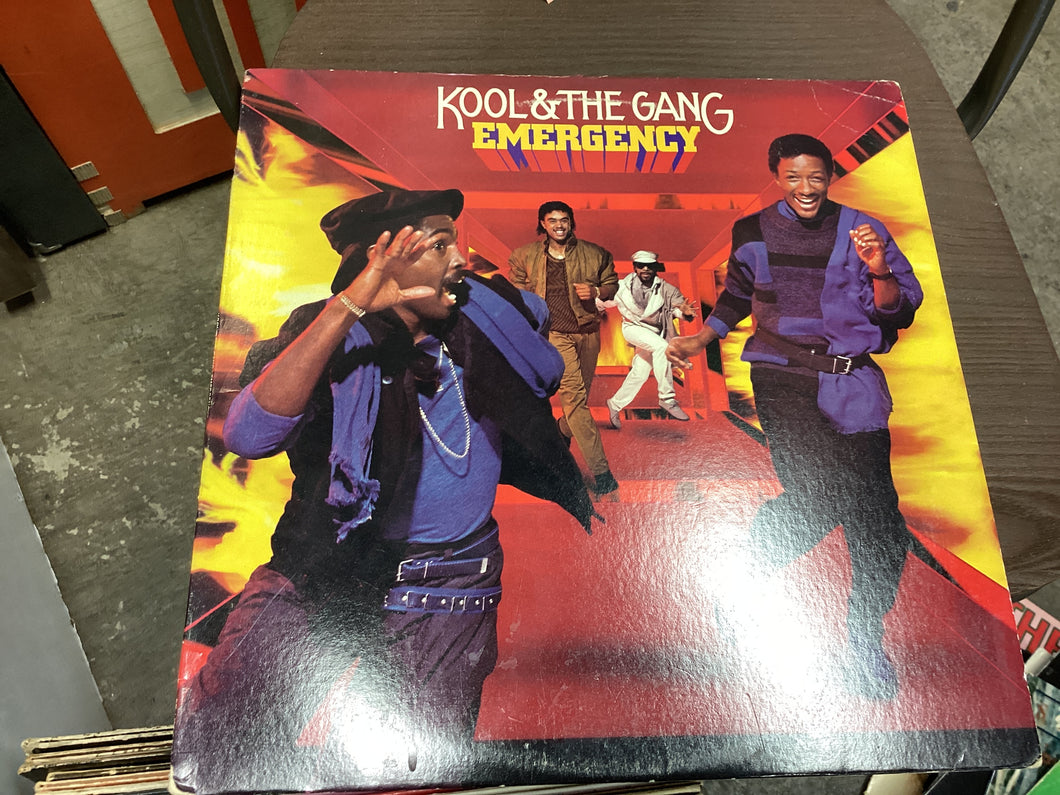 KOOL & THE GANG
EMERGENCY